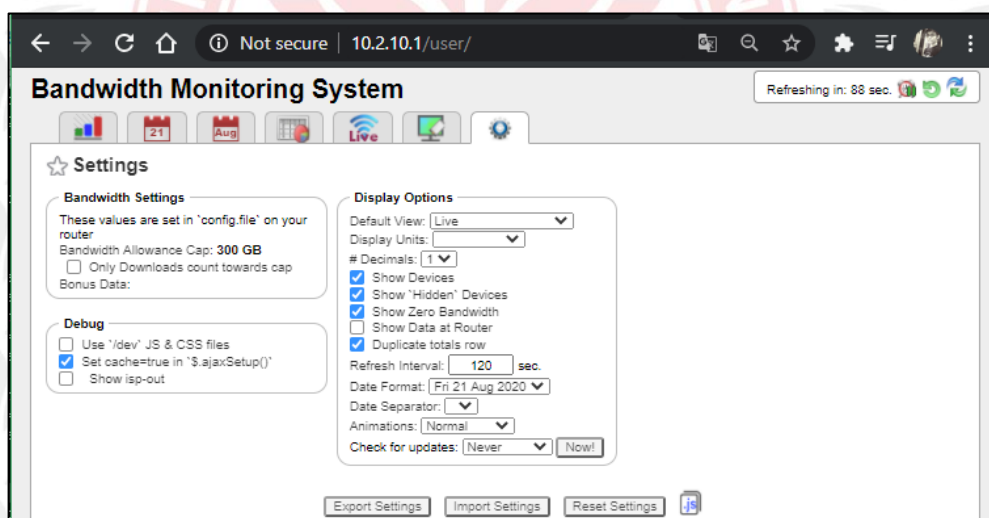 Not secure | 10.2.10.1/user/
Bandwidth Monitoring System
Refreshing in: 88 sec.
21
Aug
Live
Settings
Bandwidth Settings
These values are set in `config.file` on your
router
Bandwidth Allowance Cap: 300 GB
Only Downloads count towards cap
Bonus Data:
Debug
Use `/dev` JS & CSS files
Set cache=true in `$.ajaxSetup()`
Show isp-out
Display Options
Default View: Live
Display Units:
# Decimals: 1
Show Devices
Show `Hidden` Devices
Show Zero Bandwidth
Show Data at Router
Duplicate totals row
Refresh Interval: 120 sec.
Date Format: Fri 21 Aug 2020
Date Separator:
Animations: Normal
Check for updates: Never Now!
Export Settings Import Settings Reset Settings .js